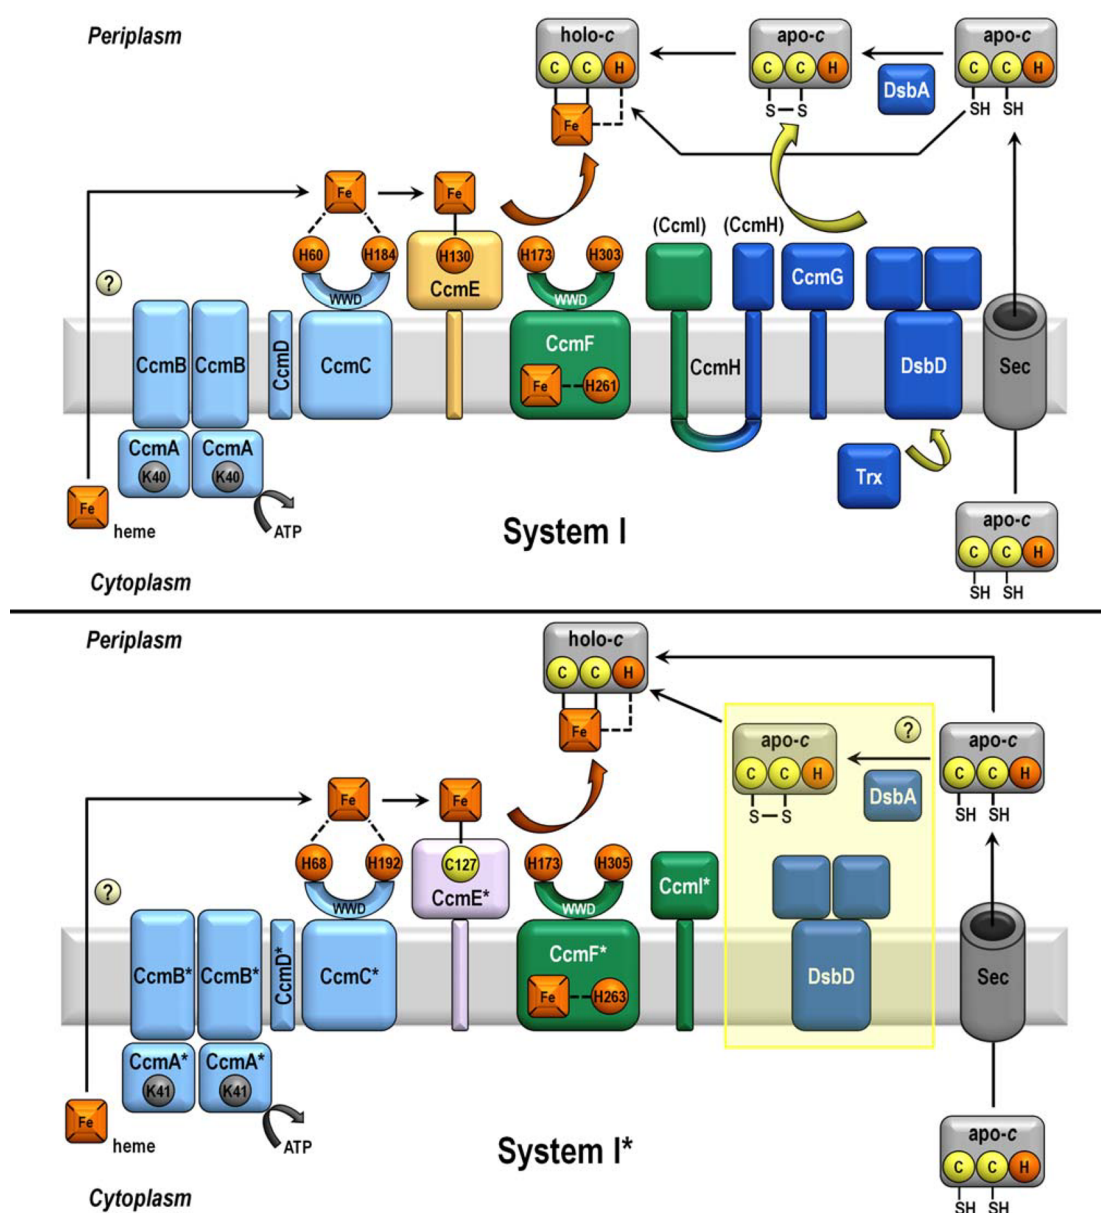 Periplasm
holo-c
C C H
Fe
apo-c
C C H
S–S
DsbA
apo-c
C C H
SH SH
Fe
Fe
H60 H184
WWD
H130
CcmE
H173 H303
WWD
(CcmI)
(CcmH)
CcmG
?
CcmB
CcmB
CcmD
CcmC
CcmF
Fe
H261
CcmH
DsbD
Sec
CcmA
K40
CcmA
K40
Trx
Fe
heme
ATP
System I
apo-c
C C H
SH SH
Cytoplasm
Periplasm
holo-c
C C H
Fe
apo-c
C C H
S–S
?
DsbA
apo-c
C C H
SH SH
Fe
Fe
H68 H192
WWD
C127
CcmE*
H173 H305
WWD
CcmI*
?
CcmB*
CcmB*
CcmD*
CcmC*
CcmF*
Fe
H263
DsbD
Sec
CcmA*
K41
CcmA*
K41
Fe
heme
ATP
System I*
apo-c
C C H
SH SH
Cytoplasm